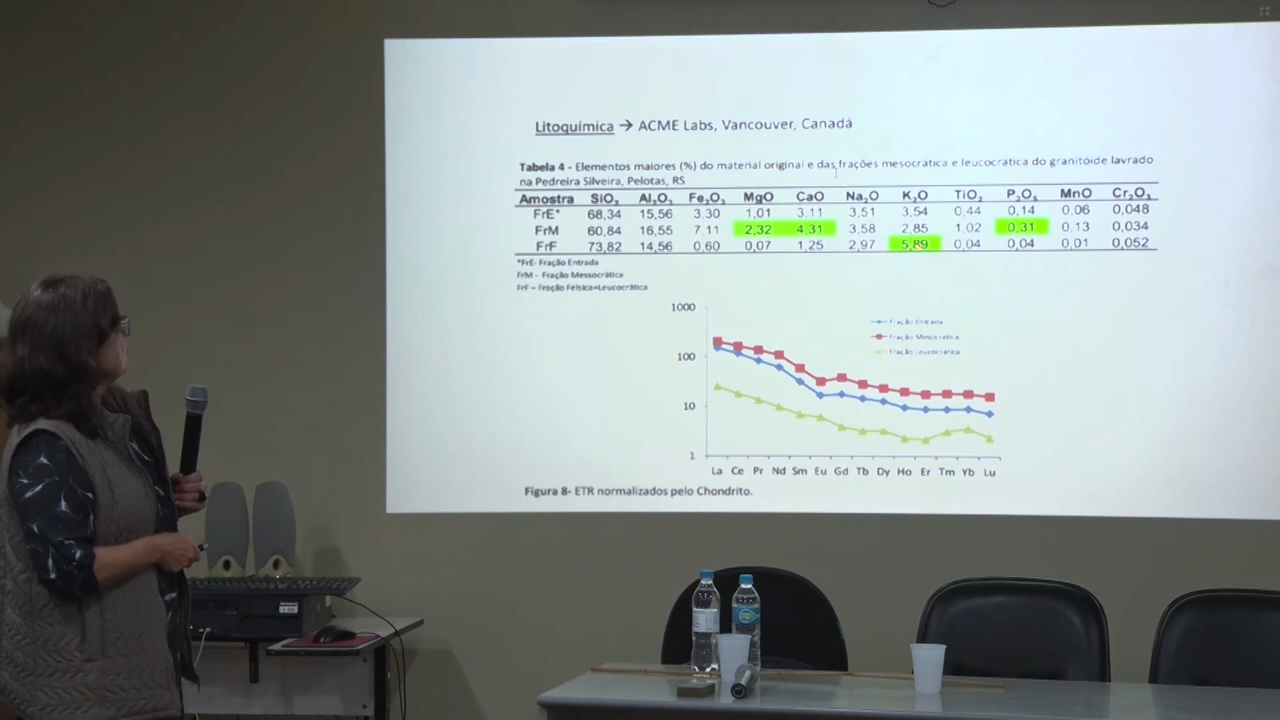 Litoquímica → ACME Labs, Vancouver, Canadá
Tabela 4 - Elementos maiores (%) do material original e das frações mesocrática e leucocrática do granitoide lavrado
na Pedreira Silveira, Pelotas, RS
Amostra SiO₂ Al₂O₃ Fe₂O₃ MgO CaO Na₂O K₂O TiO₂ P₂O₅ MnO Cr₂O₃
FrE* 68,34 15,56 3,30 1,01 3,11 3,51 3,54 0,44 0,14 0,06 0,048
FrM 60,84 16,55 7,11 2,32 4,31 3,58 2,85 1,02 0,31 0,13 0,034
FrF 73,82 14,56 0,60 0,07 1,25 2,97 5,89 0,04 0,04 0,01 0,052
*FrE- Fração Entrada
FrM - Fração Messocrática
FrF – Fração Félsica=Leucocrática
1000
100
10
1
Fração Entrada
Fração Mesocrática
Fração Leucocrática
La Ce Pr Nd Sm Eu Gd Tb Dy Ho Er Tm Yb Lu
Figura 8- ETR normalizados pelo Chondrito.